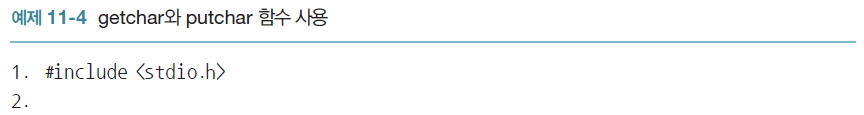 예제 11-4 getchar와 putchar 함수 사용
1. #include <stdio.h>
2.